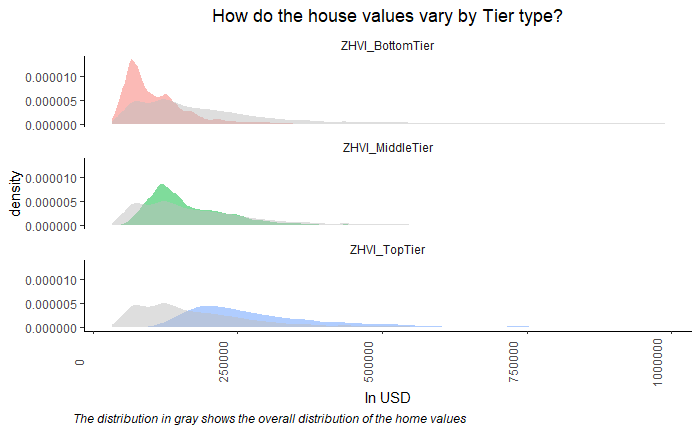 How do the house values vary by Tier type?
ZHVI_BottomTier
0.000010
0.000005
0.000000
ZHVI_MiddleTier
0.000010
0.000005
0.000000
density
ZHVI_TopTier
0.000010
0.000005
0.000000
0
250000
500000
750000
1000000
In USD
The distribution in gray shows the overall distribution of the home values